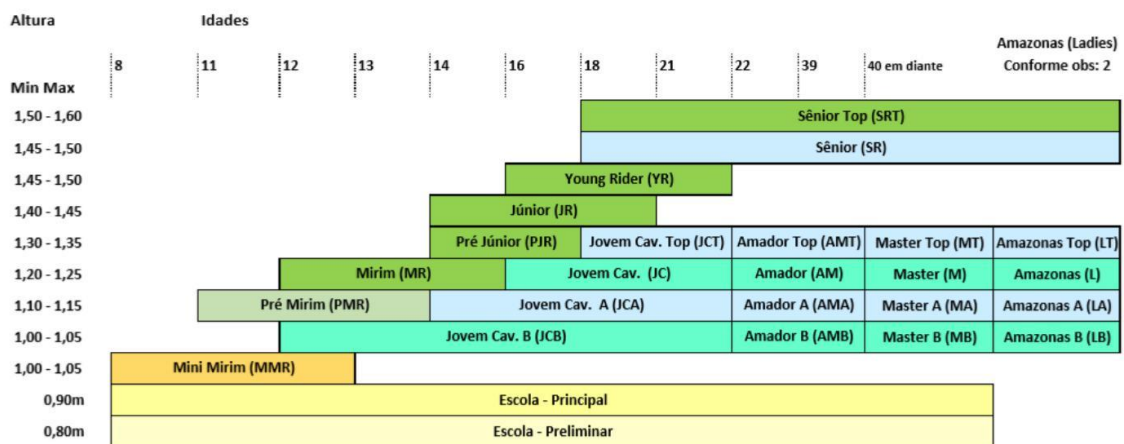 Altura Idades
Amazonas (Ladies)
8 11 12 13 14 16 18 21 22 39 40 em diante Conforme obs: 2
Min Max
1,50 - 1,60 Sênior Top (SRT)
1,45 - 1,50 Sênior (SR)
1,45 - 1,50 Young Rider (YR)
1,40 - 1,45 Júnior (JR)
1,30 - 1,35 Pré Júnior (PJR) Jovem Cav. Top (JCT) Amador Top (AMT) Master Top (MT) Amazonas Top (LT)
1,20 - 1,25 Mirim (MR) Jovem Cav. (JC) Amador (AM) Master (M) Amazonas (L)
1,10 - 1,15 Pré Mirim (PMR) Jovem Cav. A (JCA) Amador A (AMA) Master A (MA) Amazonas A (LA)
1,00 - 1,05 Jovem Cav. B (JCB) Amador B (AMB) Master B (MB) Amazonas B (LB)
1,00 - 1,05 Mini Mirim (MMR)
0,90m Escola - Principal
0,80m Escola - Preliminar